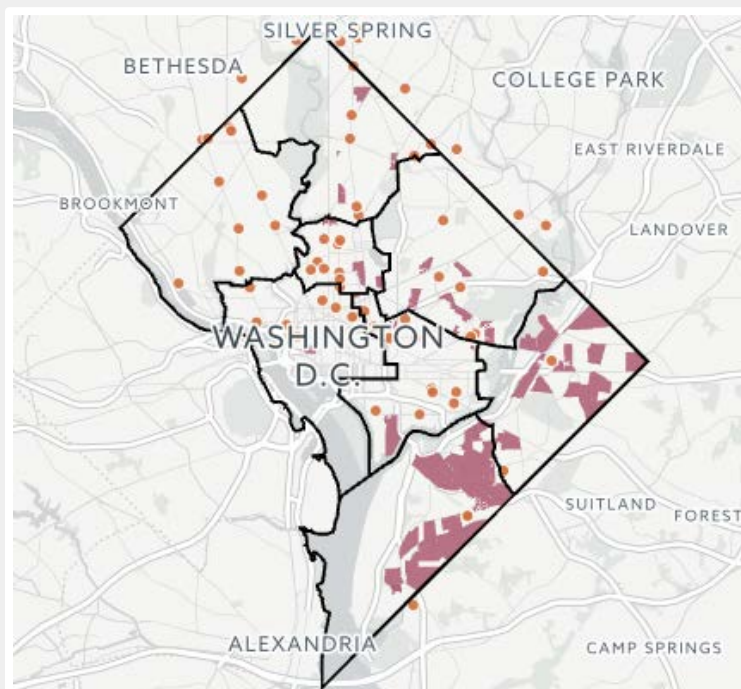 SILVER SPRING
BETHESDA
COLLEGE PARK
EAST RIVERDALE
BROOKMONT
LANDOVER
WASHINGTON
D.C.
SUITLAND
FOREST
ALEXANDRIA
CAMP SPRINGS